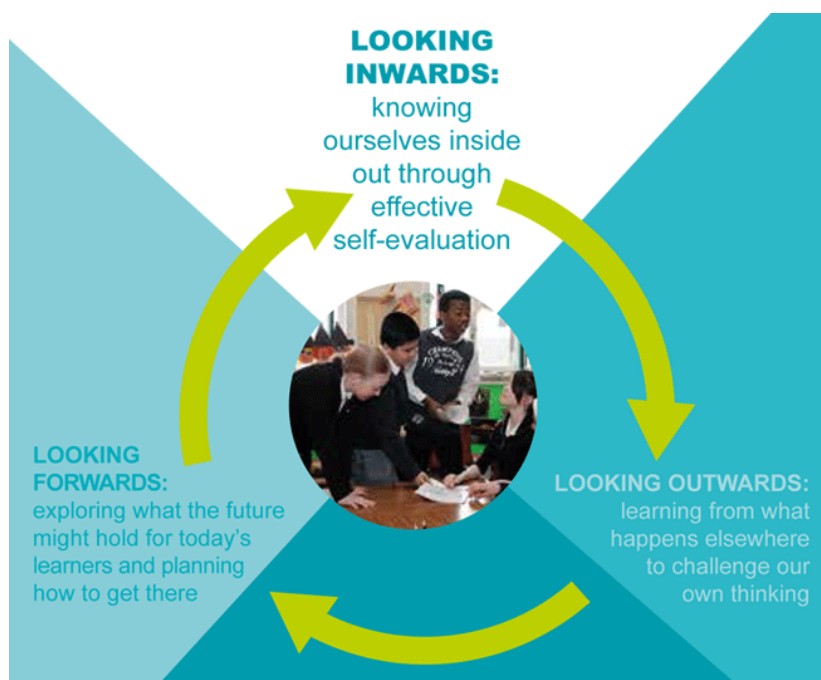 LOOKING
INWARDS:
knowing
ourselves inside
out through
effective
self-evaluation
LOOKING OUTWARDS:
learning from what
happens elsewhere
to challenge our
own thinking
LOOKING
FORWARDS:
exploring what the future
might hold for today's
learners and planning
how to get there